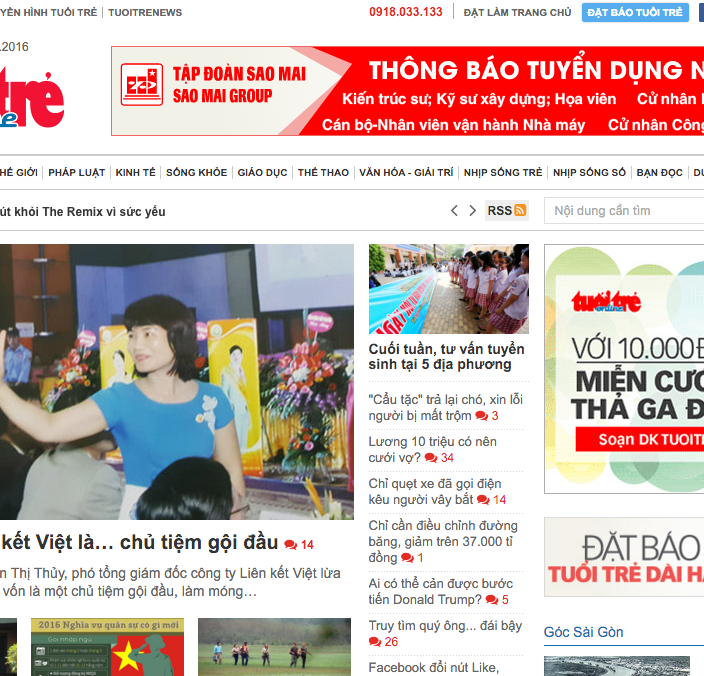 YỀN HÌNH TUỔI TRẺ | TUOITRENEWS
0918.033.133
ĐẶT LÀM TRANG CHỦ
ĐẶT BÁO TUỔI TRẺ
.2016
trẻ
TẬP ĐOÀN SAO MAI
SAO MAI GROUP
THÔNG BÁO TUYỂN DỤNG N
Kiến trúc sư; Kỹ sư xây dựng; Họa viên
Cử nhân
Cán bộ-Nhân viên vận hành Nhà máy
Cử nhân Công
HẾ GIỚI | PHÁP LUẬT | KINH TẾ | SỐNG KHỎE | GIÁO DỤC | THỂ THAO | VĂN HÓA - GIẢI TRÍ | NHỊP SỐNG TRẺ | NHỊP SỐNG SỐ | BẠN ĐỌC | DU
út khỏi The Remix vì sức yếu
RSS
Nội dung cần tìm
kết Việt là… chủ tiệm gội đầu 14
n Thị Thủy, phó tổng giám đốc công ty Liên kết Việt lừa
vốn là một chủ tiệm gội đầu, làm móng…
2016 Nghĩa vụ quân sự có gì mới
Gọi nhập ngũ
Cuối tuần, tư vấn tuyển
sinh tại 5 địa phương
"Cẩu tặc" trả lại chó, xin lỗi
người bị mất trộm 3
Lương 10 triệu có nên
cưới vợ? 34
Chỉ quẹt xe đã gọi điện
kêu người vây bắt 14
Chỉ cần điều chỉnh đường
băng, giảm trên 37.000 tỉ
đồng 1
Ai có thể cản được bước
tiến Donald Trump? 5
Truy tìm quý ông... đái bậy
26
Facebook đổi nút Like,
tuổi trẻ
online
VỚI 10.000Đ
MIỄN CƯỚ
THẢ GA Đ
Soạn DK TUOITR
ĐẶT BÁO
TUỔI TRẺ DÀI HẠ
Góc Sài Gòn